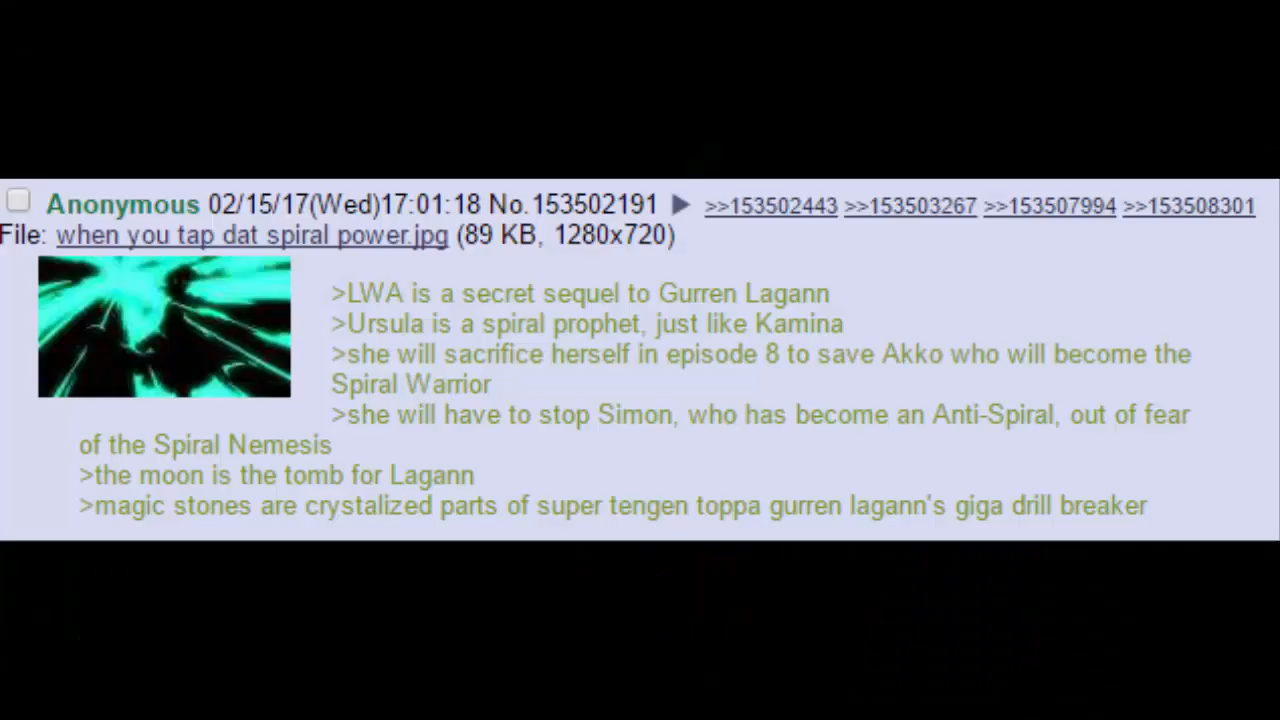 Anonymous 02/15/17(Wed)17:01:18 No.153502191 ▶ >>153502443 >>153503267 >>153507994 >>153508301
File: when you tap dat spiral power.jpg (89 KB, 1280x720)
>LWA is a secret sequel to Gurren Lagann
>Ursula is a spiral prophet, just like Kamina
>she will sacrifice herself in episode 8 to save Akko who will become the
Spiral Warrior
>she will have to stop Simon, who has become an Anti-Spiral, out of fear
of the Spiral Nemesis
>the moon is the tomb for Lagann
>magic stones are crystalized parts of super tengen toppa gurren lagann's giga drill breaker